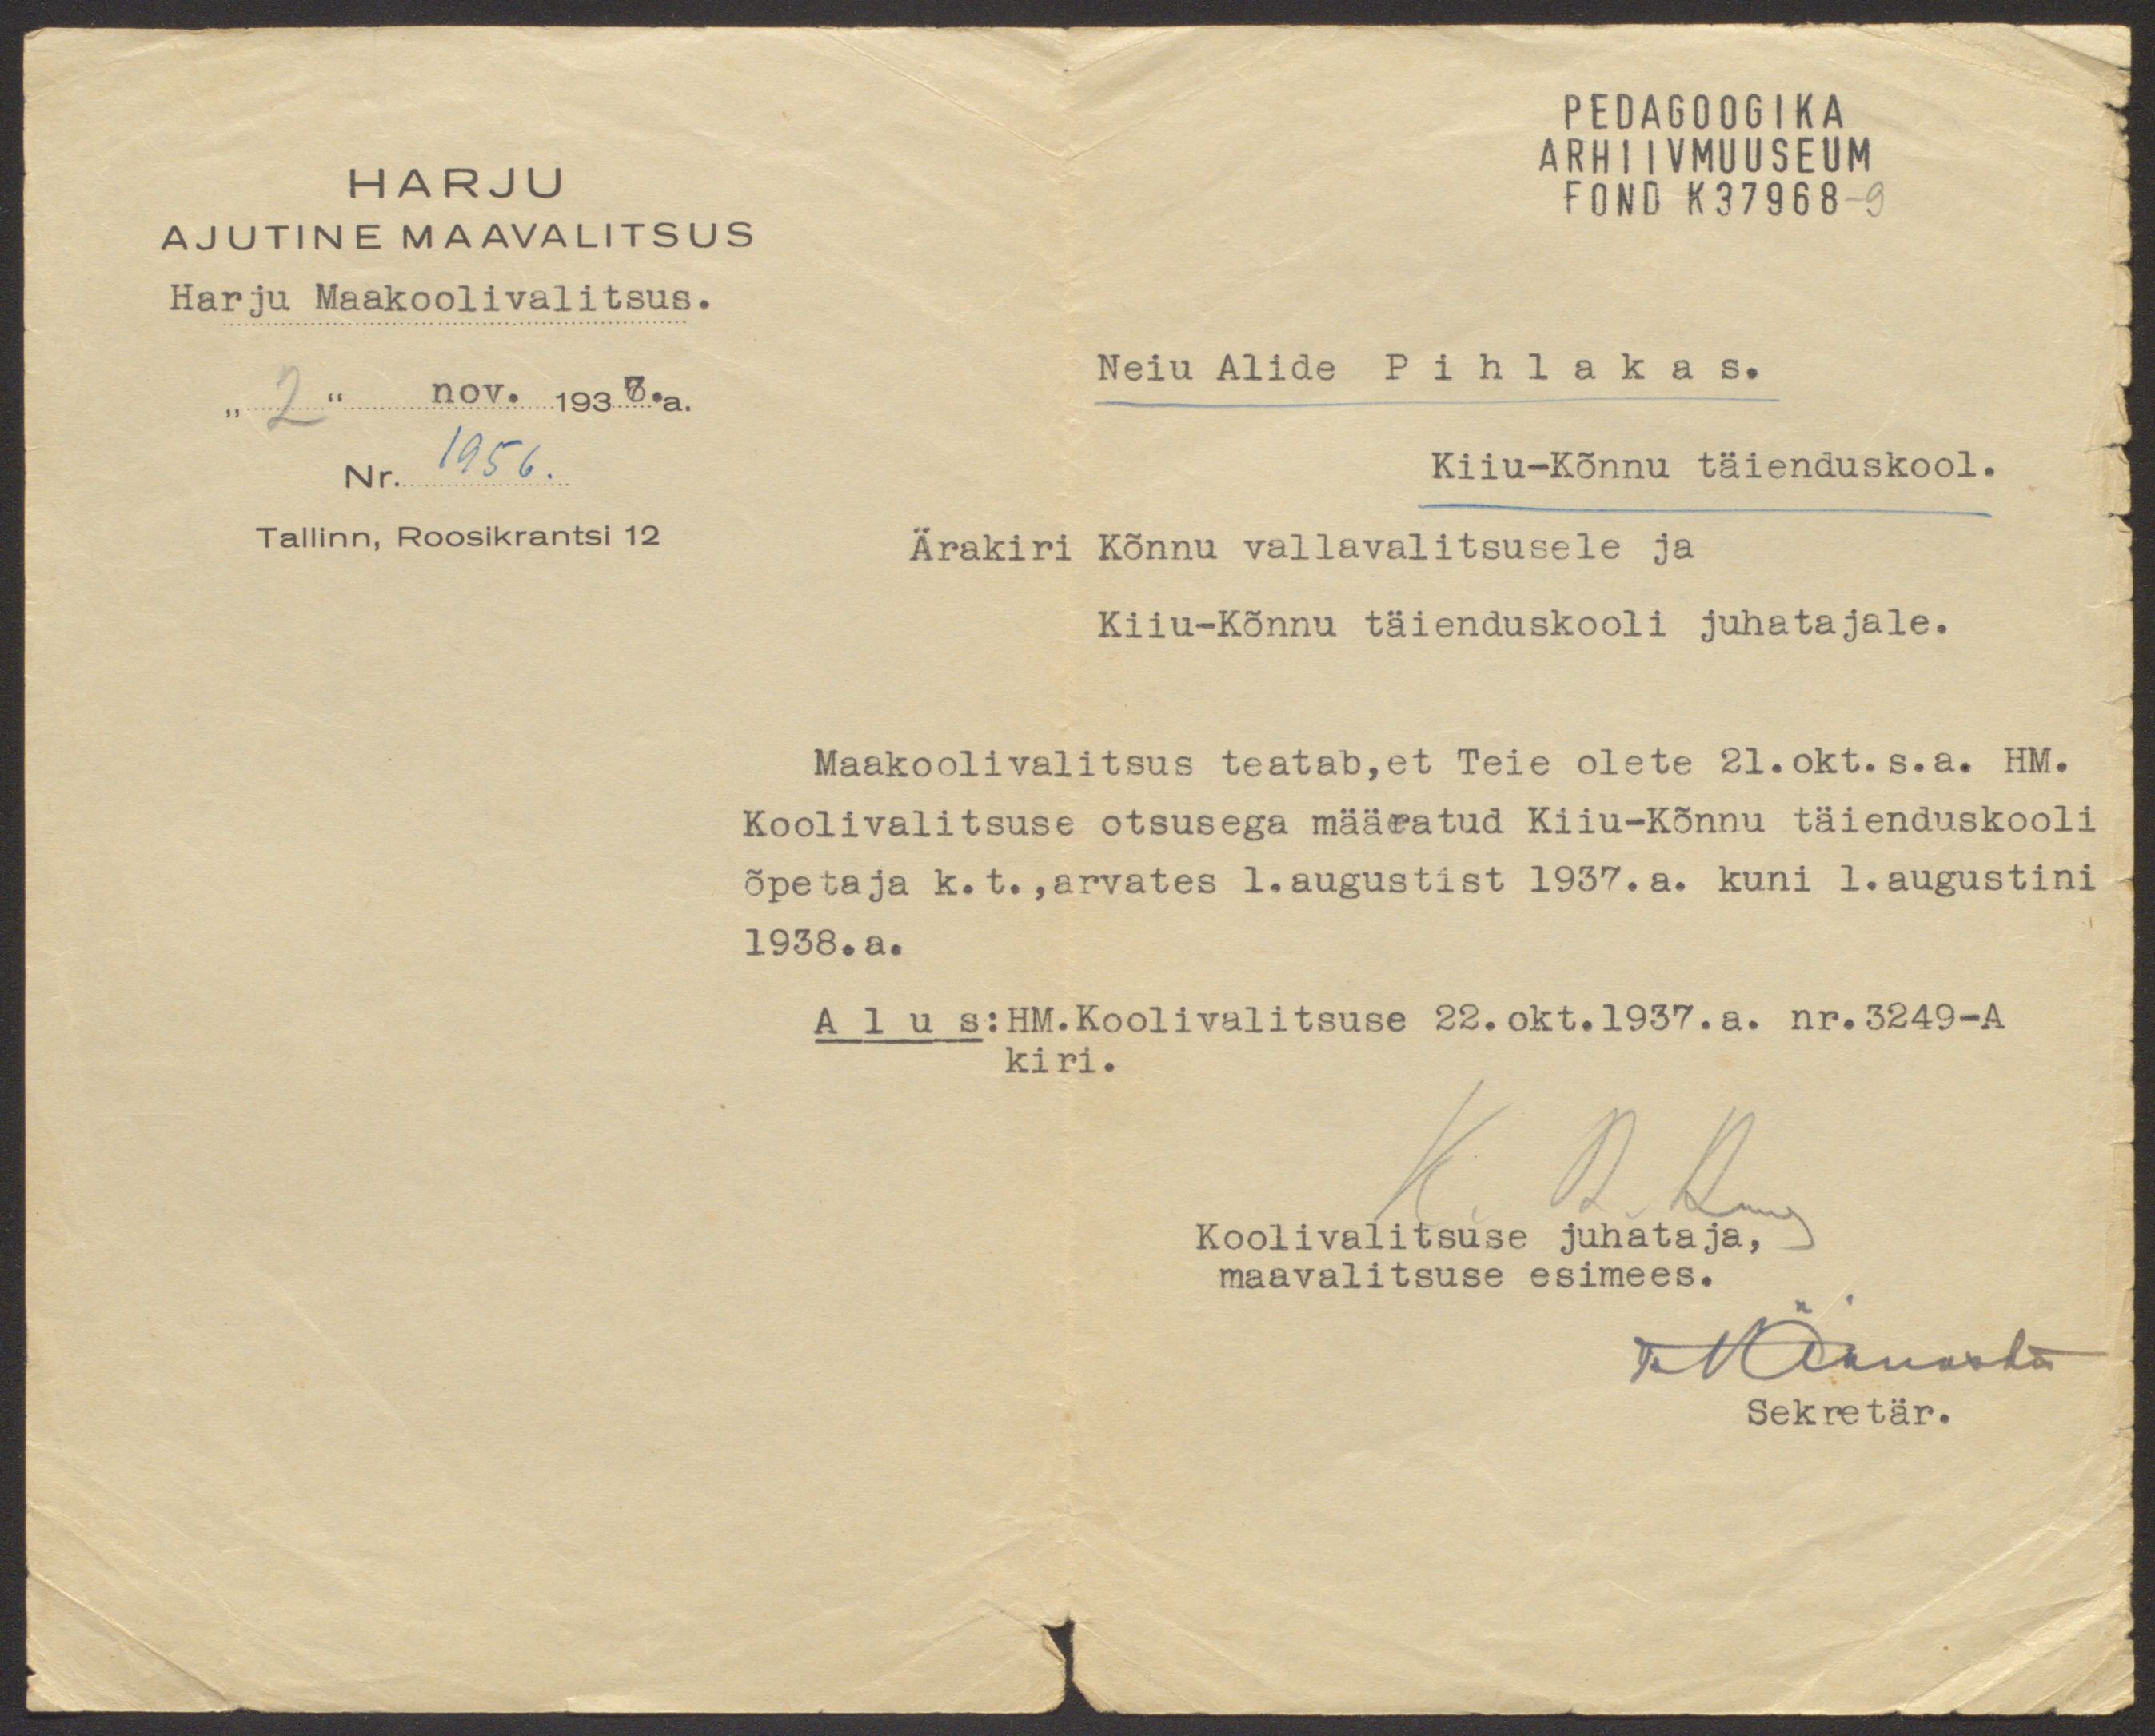 PEDAGOOGIKA
ARHIIVMUUSEUM
FOND K37968-9
HARJU
AJUTINE MAAVALITSUS
Harju Maakoolivalitsus.
„ 2 “ nov. 1937.a.
Nr. 1956.
Tallinn, Roosikrantsi 12
Neiu Alide P i h l a k a s.
Kiiu-Kõnnu täienduskool.
Ärakiri Kõnnu vallavalitsusele ja
Kiiu-Kõnnu täienduskooli juhatajale.
Maakoolivalitsus teatab,et Teie olete 21.okt.s.a. HM.
Koolivalitsuse otsusega määratud Kiiu-Kõnnu täienduskooli
õpetaja k.t.,arvates 1.augustist 1937.a. kuni 1.augustini
1938.a.
A l u s:HM.Koolivalitsuse 22.okt.1937.a. nr.3249-A
kiri.
Koolivalitsuse juhataja,
maavalitsuse esimees.
Sekretär.